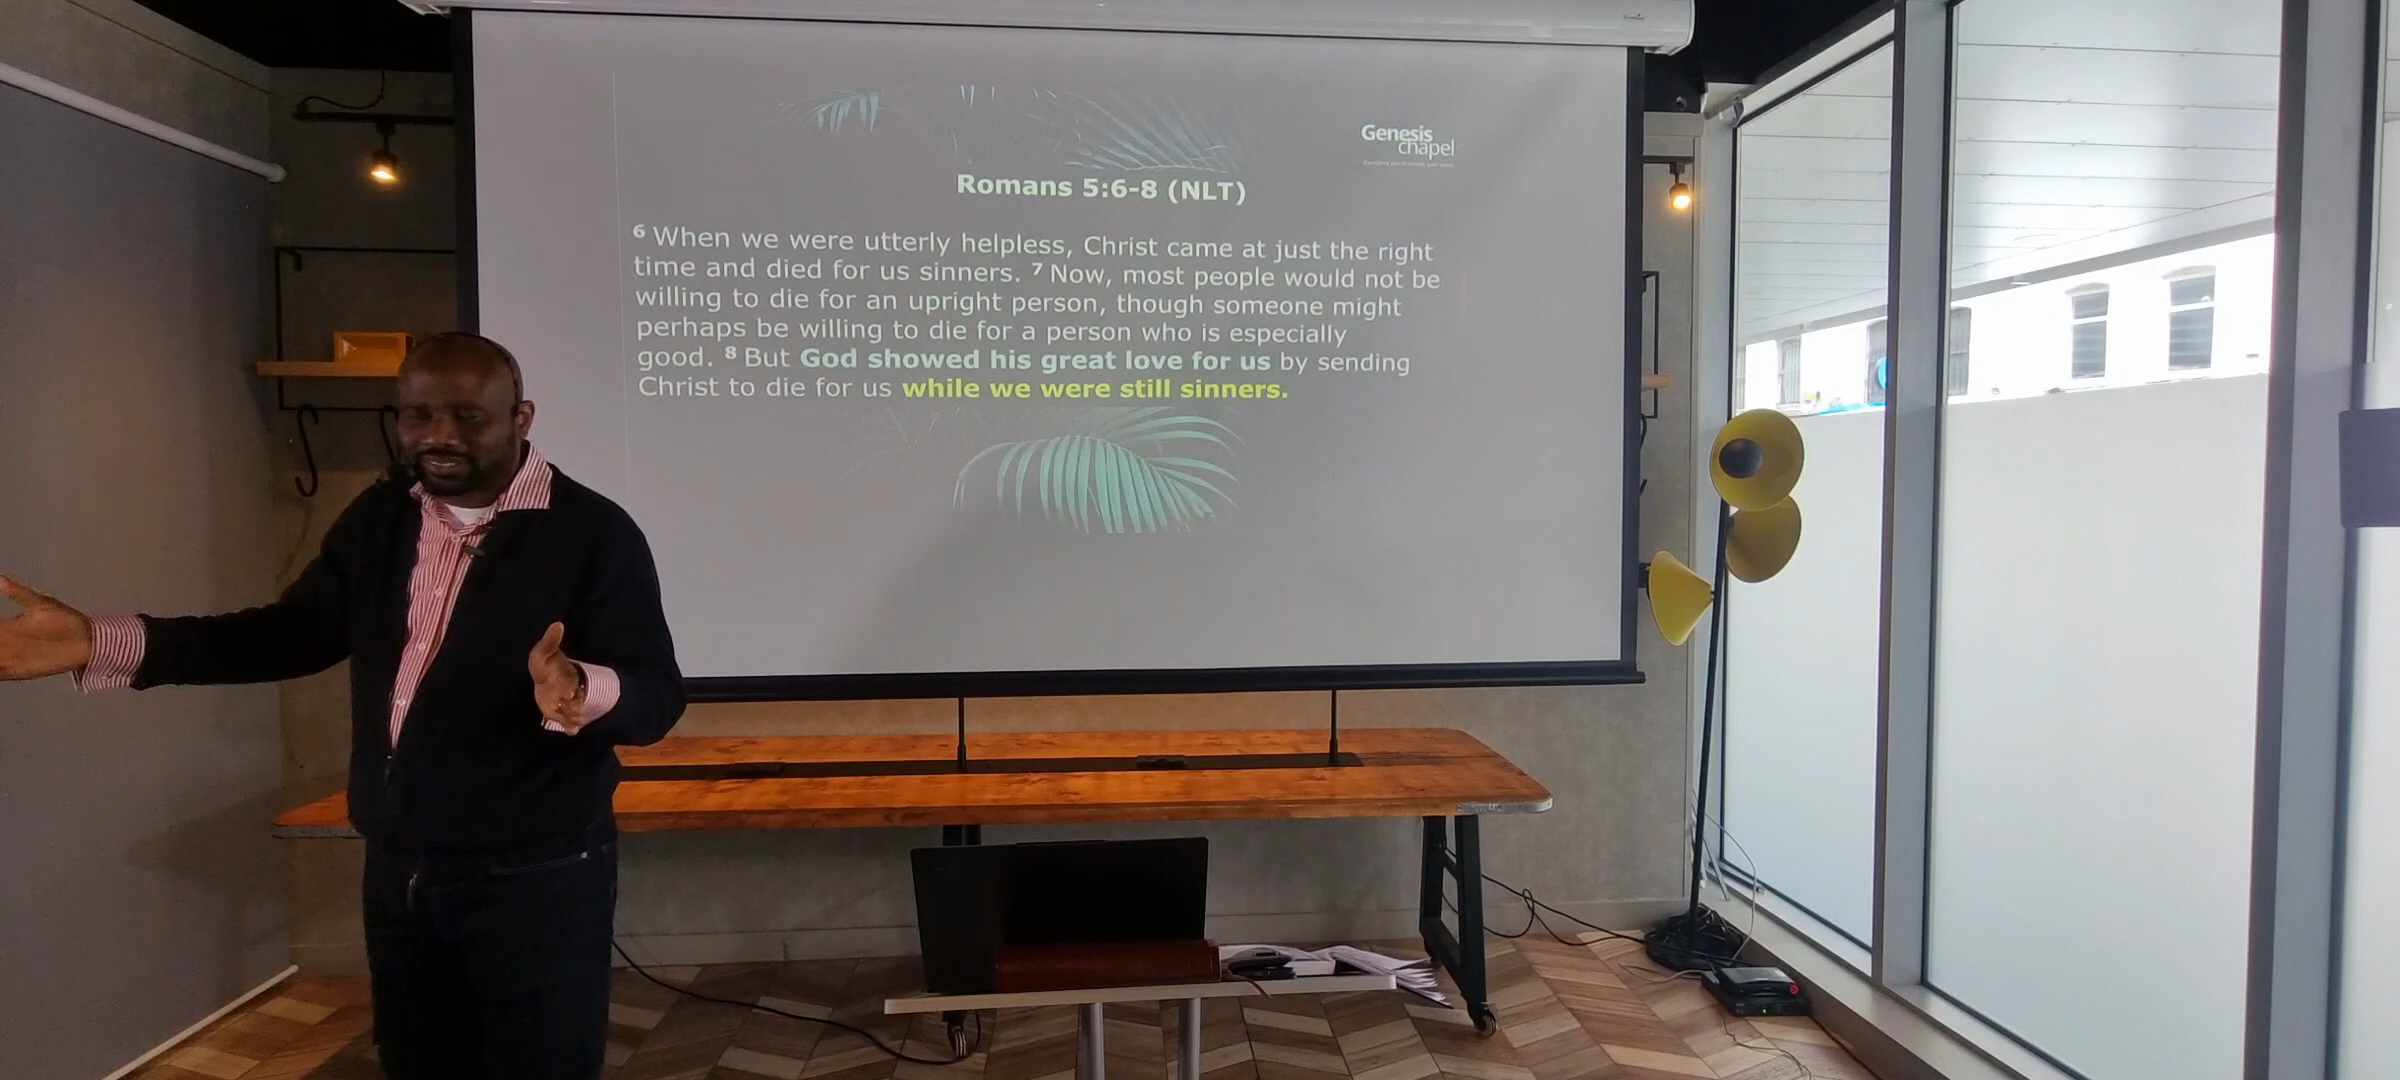 Genesis
chapel
Romans 5:6-8 (NLT)
6 When we were utterly helpless, Christ came at just the right
time and died for us sinners. 7 Now, most people would not be
willing to die for an upright person, though someone might
perhaps be willing to die for a person who is especially
good. 8 But God showed his great love for us by sending
Christ to die for us while we were still sinners.